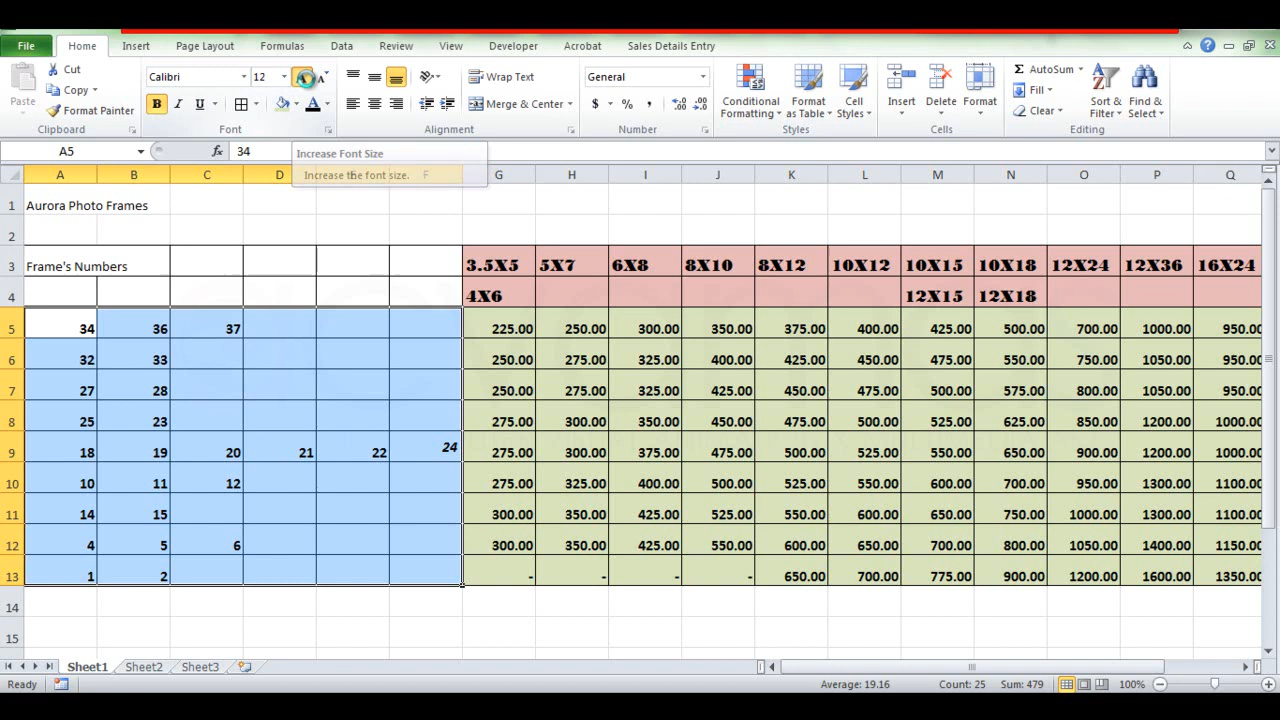 File Home Insert Page Layout Formulas Data Review View Developer Acrobat Sales Details Entry
Cut Calibri 12 Wrap Text General AutoSum
Paste Copy Conditional Formatting Format as Table Cell Styles Insert Delete Format Fill Sort & Filter Find & Select
Format Painter B I U Merge & Center $ % , Clear
Clipboard Font Alignment Number Styles Cells Editing
A5 fx 34
Increase Font Size
Increase the font size.
A B C D E F G H I J K L M N O P Q
1 Aurora Photo Frames
2
3 Frame's Numbers 3.5X5 5X7 6X8 8X10 8X12 10X12 10X15 10X18 12X24 12X36 16X24
4 4X6 12X15 12X18
5 34 36 37 225.00 250.00 300.00 350.00 375.00 400.00 425.00 500.00 700.00 1000.00 950.00
6 32 33 250.00 275.00 325.00 400.00 425.00 450.00 475.00 550.00 750.00 1050.00 950.00
7 27 28 250.00 275.00 325.00 425.00 450.00 475.00 500.00 575.00 800.00 1050.00 950.00
8 25 23 275.00 300.00 350.00 450.00 475.00 500.00 525.00 625.00 850.00 1200.00 1000.00
9 18 19 20 21 22 24 275.00 300.00 375.00 475.00 500.00 525.00 550.00 650.00 900.00 1200.00 1000.00
10 10 11 12 275.00 325.00 400.00 500.00 525.00 550.00 600.00 700.00 950.00 1300.00 1100.00
11 14 15 300.00 350.00 425.00 525.00 550.00 600.00 650.00 750.00 1000.00 1300.00 1100.00
12 4 5 6 300.00 350.00 425.00 550.00 600.00 650.00 700.00 800.00 1050.00 1400.00 1150.00
13 1 2 - - - - 650.00 700.00 775.00 900.00 1200.00 1600.00 1350.00
14
15
Sheet1 Sheet2 Sheet3
Ready Average: 19.16 Count: 25 Sum: 479 100%